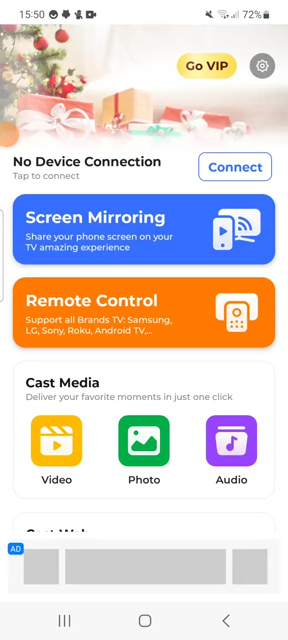 15:50
72%
Go VIP
No Device Connection
Tap to connect
Connect
Screen Mirroring
Share your phone screen on your
TV amazing experience
Remote Control
Support all Brands TV: Samsung,
LG, Sony, Roku, Android TV,...
Cast Media
Deliver your favorite moments in just one click
Video
Photo
Audio
Cast Web
AD